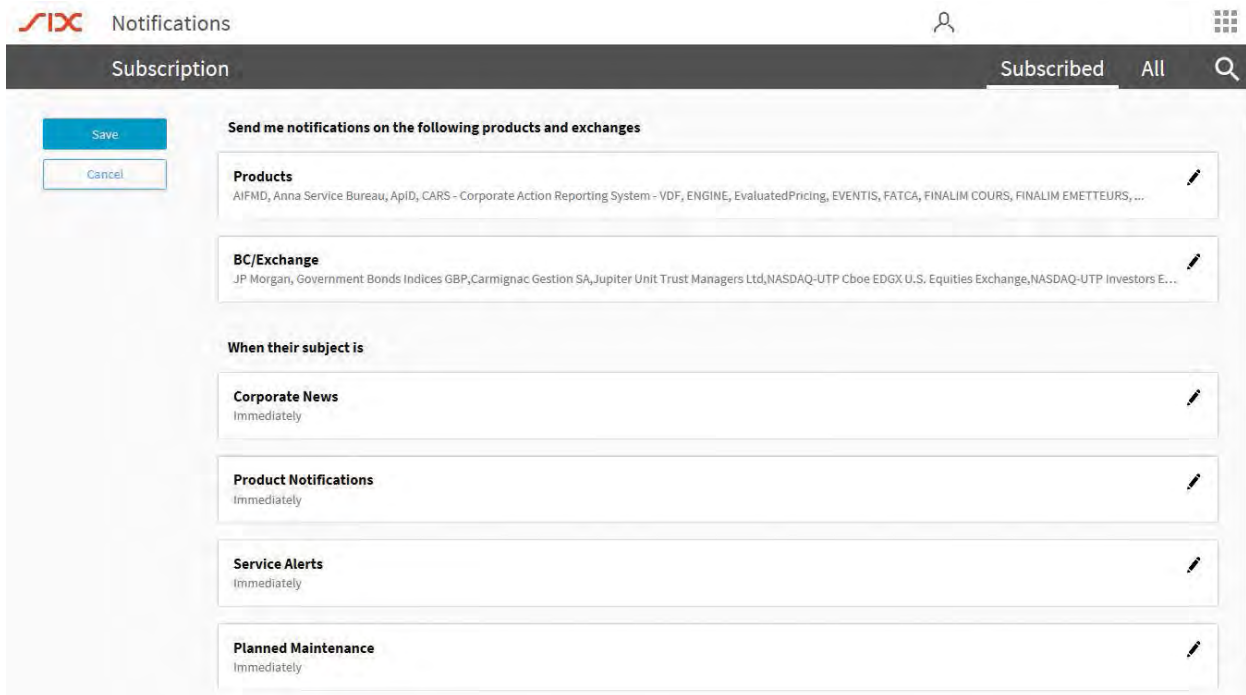 SIX Notifications
Subscription Subscribed All
Save
Cancel
Send me notifications on the following products and exchanges
Products
AIFMD, Anna Service Bureau, ApID, CARS - Corporate Action Reporting System - VDF, ENGINE, EvaluatedPricing, EVENTIS, FATCA, FINALIM COURS, FINALIM EMETTEURS, ...
BC/Exchange
JP Morgan, Government Bonds Indices GBP,Carmignac Gestion SA,Jupiter Unit Trust Managers Ltd,NASDAQ-UTP Cboe EDGX U.S. Equities Exchange,NASDAQ-UTP Investors E...
When their subject is
Corporate News
Immediately
Product Notifications
Immediately
Service Alerts
Immediately
Planned Maintenance
Immediately